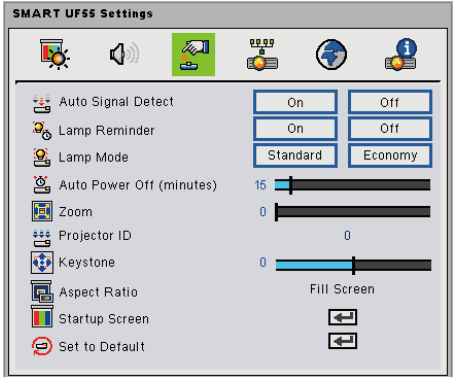 SMART UF55 Settings
Auto Signal Detect On Off
Lamp Reminder On Off
Lamp Mode Standard Economy
Auto Power Off (minutes) 15
Zoom 0
Projector ID 0
Keystone 0
Aspect Ratio Fill Screen
Startup Screen
Set to Default